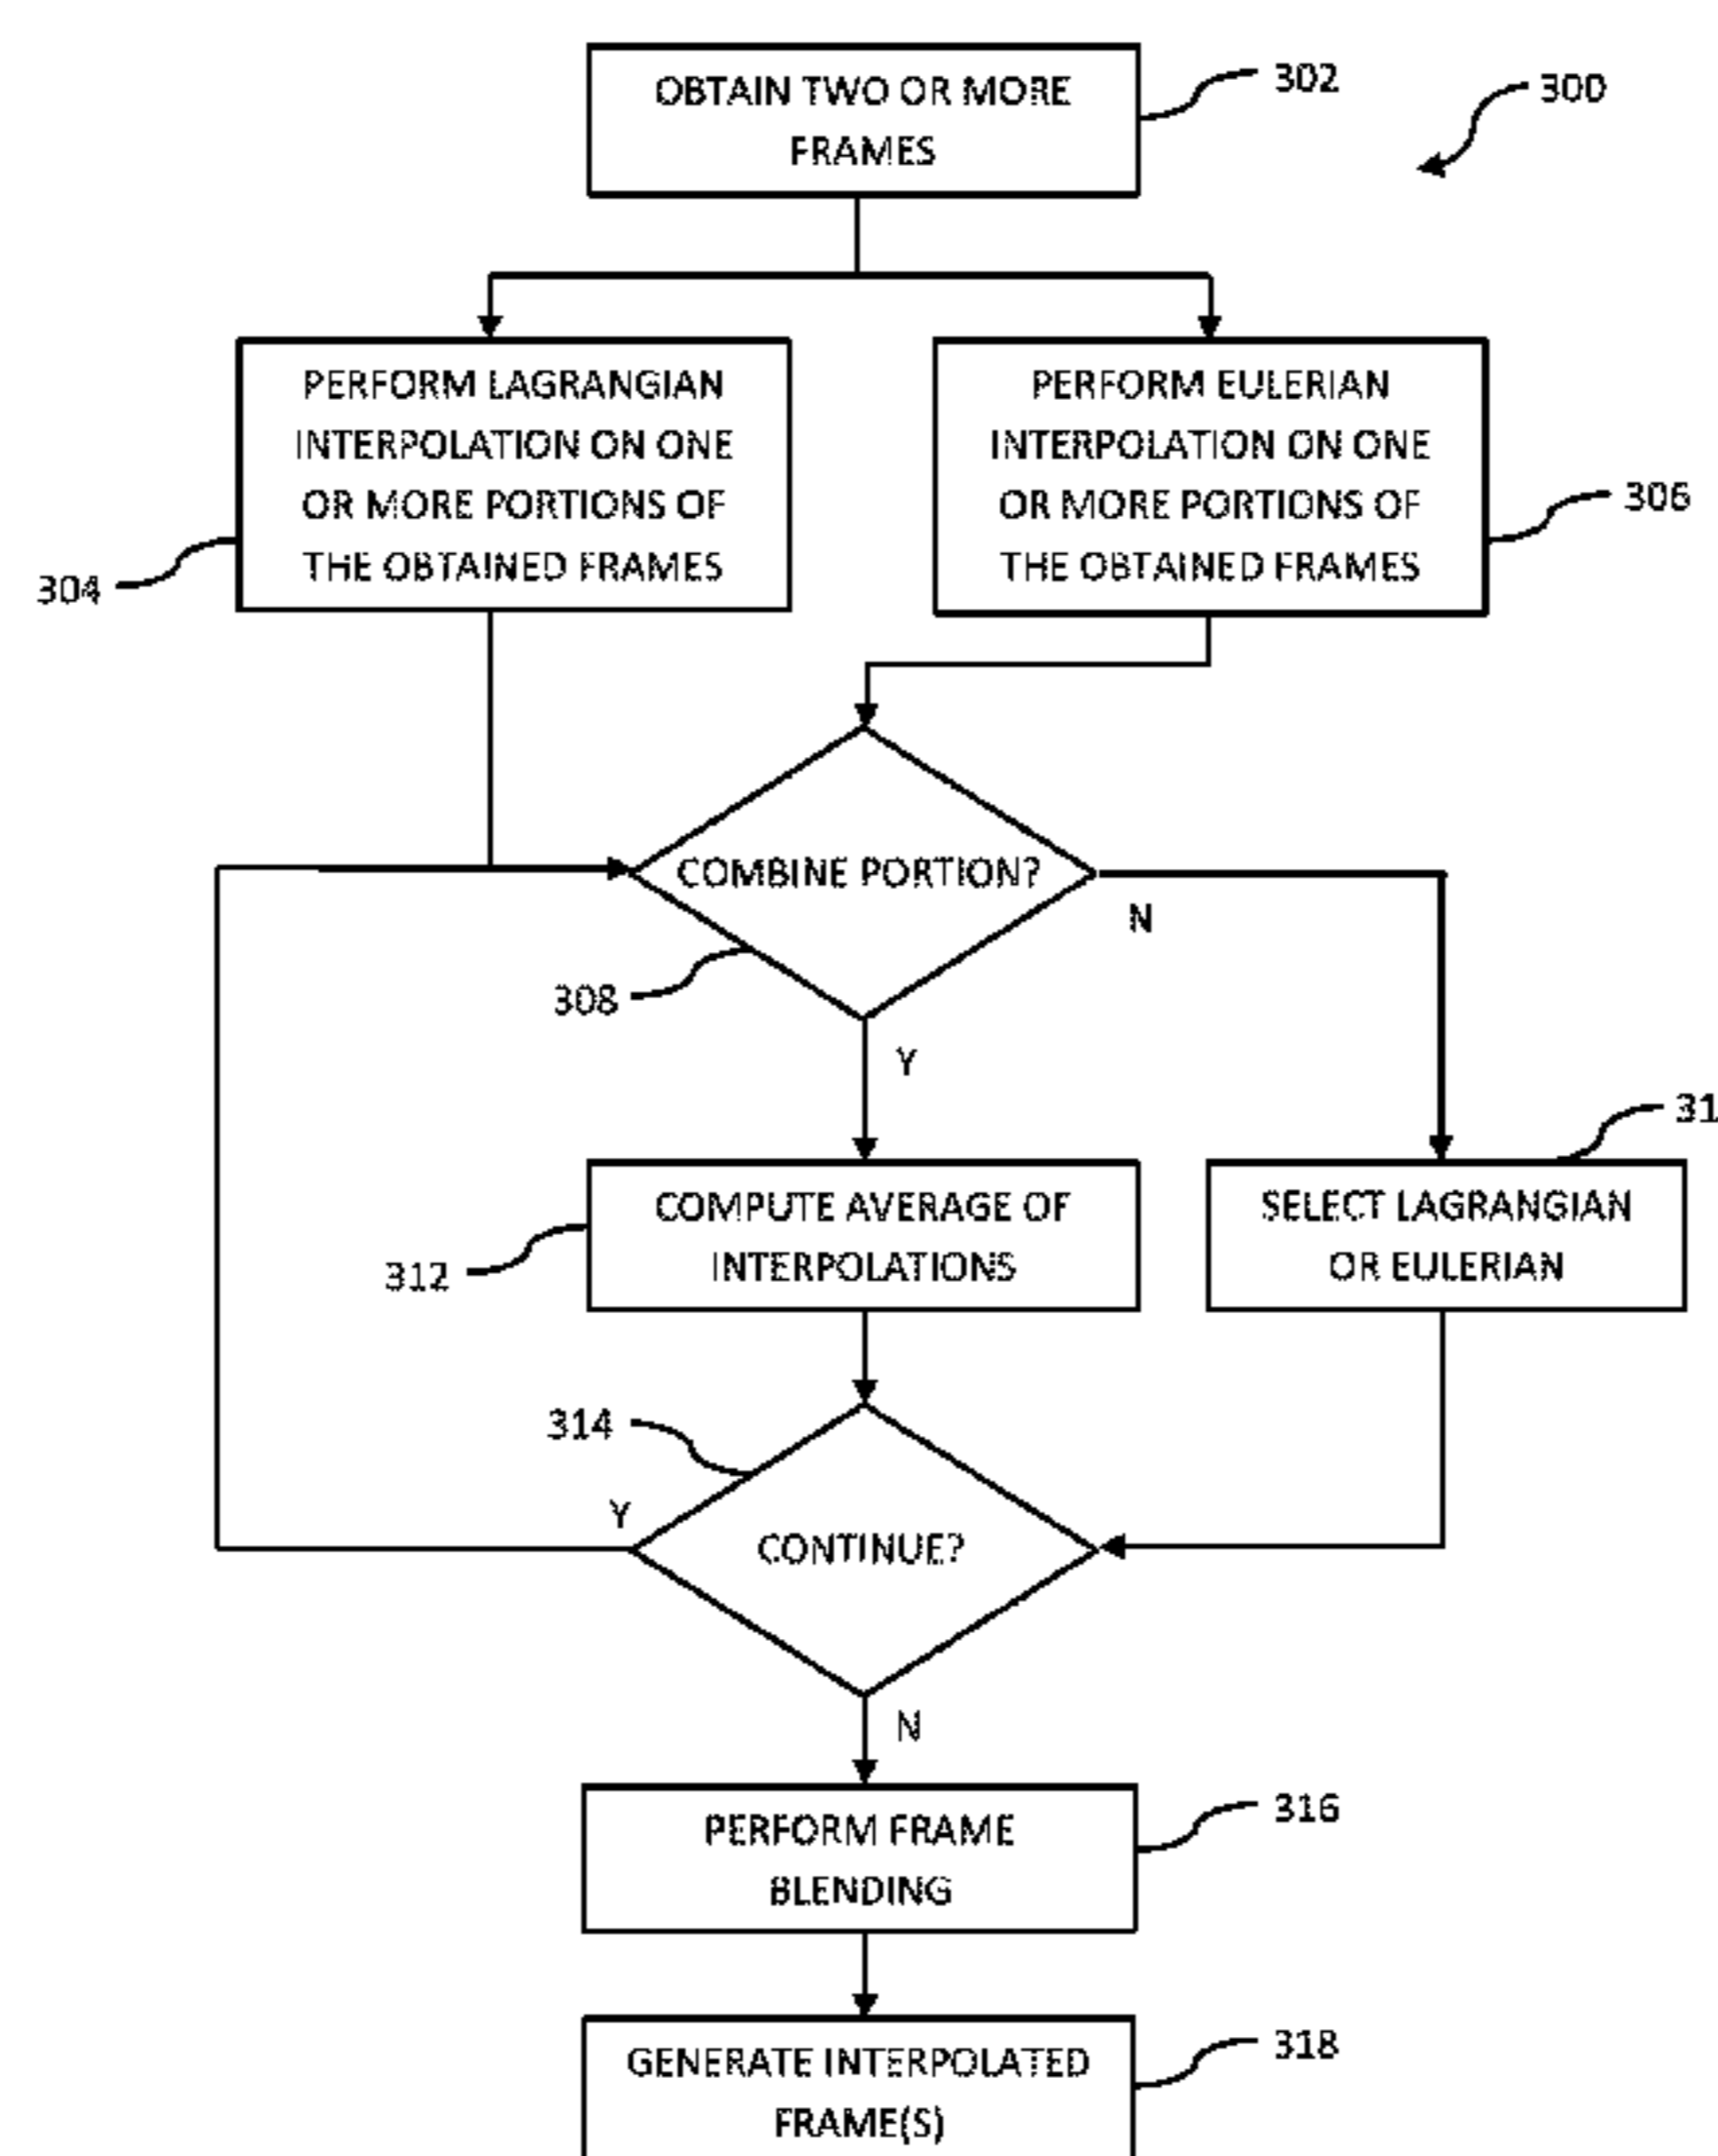 OBTAIN TWO OR MORE
FRAMES
302
300
PERFORM LAGRANGIAN
INTERPOLATION ON ONE
OR MORE PORTIONS OF
THE OBTAINED FRAMES
304
PERFORM EULERIAN
INTERPOLATION ON ONE
OR MORE PORTIONS OF
THE OBTAINED FRAMES
306
COMBINE PORTION?
N
308
Y
31
COMPUTE AVERAGE OF
INTERPOLATIONS
312
SELECT LAGRANGIAN
OR EULERIAN
314
Y
CONTINUE?
N
PERFORM FRAME
BLENDING
316
GENERATE INTERPOLATED
FRAME(S)
318